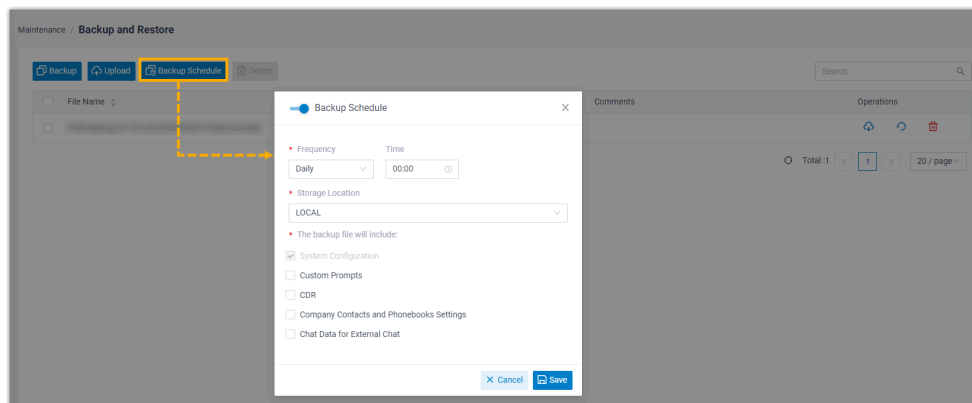 Maintenance / Backup and Restore
Backup Upload Backup Schedule Delete Search
File Name Comments Operations
Backup Schedule
* Frequency Time
Daily 00:00
* Storage Location
LOCAL
* The backup file will include:
System Configuration
Custom Prompts
CDR
Company Contacts and Phonebooks Settings
Chat Data for External Chat
Cancel Save
Total :1 < 1 > 20 / page